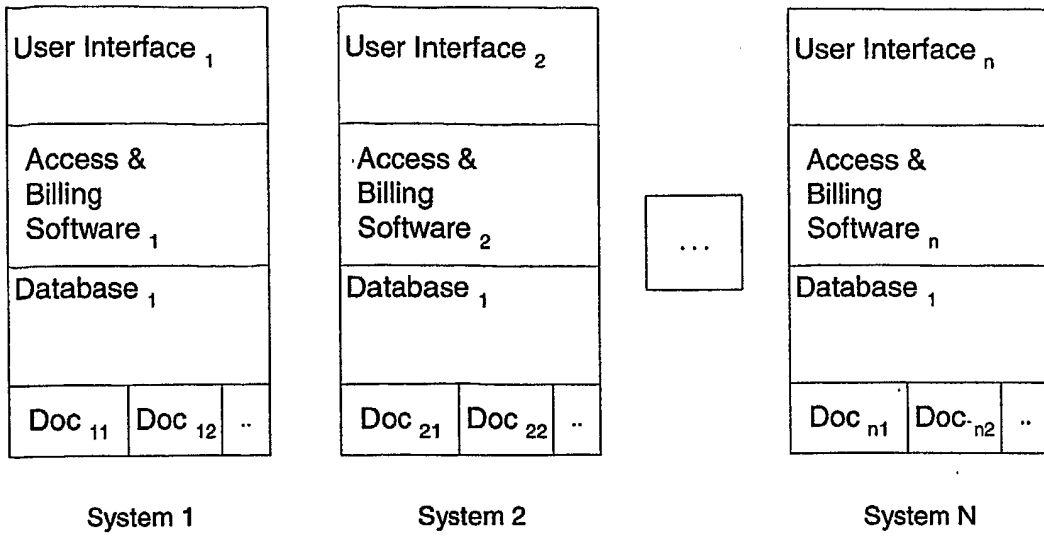 User Interface 1
Access &
Billing
Software 1
Database 1
Doc 11 Doc 12 ..
System 1
User Interface 2
Access &
Billing
Software 2
Database 1
Doc 21 Doc 22 ..
System 2
...
User Interface n
Access &
Billing
Software n
Database 1
Doc n1 Doc n2 ..
System N